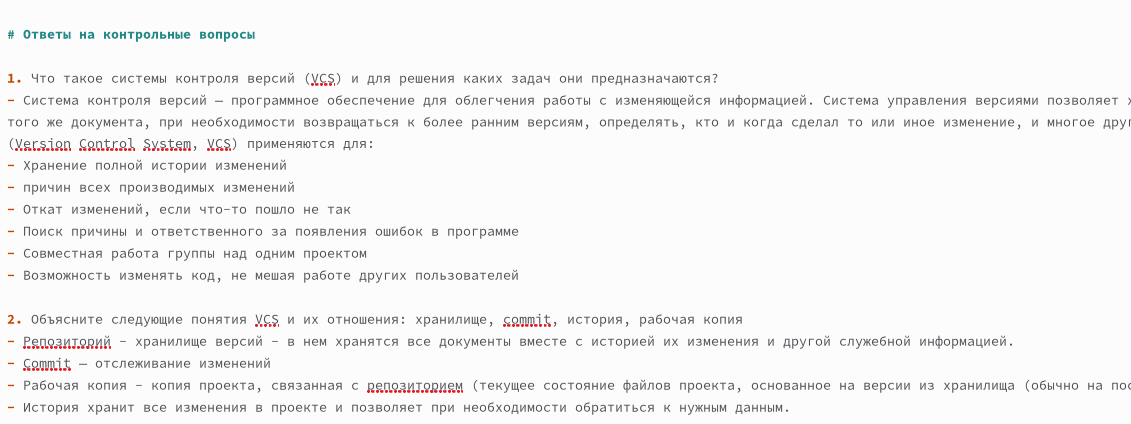 # Ответы на контрольные вопросы
1. Что такое системы контроля версий (VCS) и для решения каких задач они предназначаются?
- Система контроля версий — программное обеспечение для облегчения работы с изменяющейся информацией. Система управления версиями позволяет
того же документа, при необходимости возвращаться к более ранним версиям, определять, кто и когда сделал то или иное изменение, и многое
(Version Control System, VCS) применяются для:
- Хранение полной истории изменений
- причин всех производимых изменений
- Откат изменений, если что-то пошло не так
- Поиск причины и ответственного за появления ошибок в программе
- Совместная работа группы над одним проектом
- Возможность изменять код, не мешая работе других пользователей
2. Объясните следующие понятия VCS и их отношения: хранилище, commit, история, рабочая копия
- Репозиторий - хранилище версий - в нем хранятся все документы вместе с историей их изменения и другой служебной информацией.
- Commit — отслеживание изменений
- Рабочая копия - копия проекта, связанная с репозиторием (текущее состояние файлов проекта, основанное на версии из хранилища (обычно на
- История хранит все изменения в проекте и позволяет при необходимости обратиться к нужным данным.